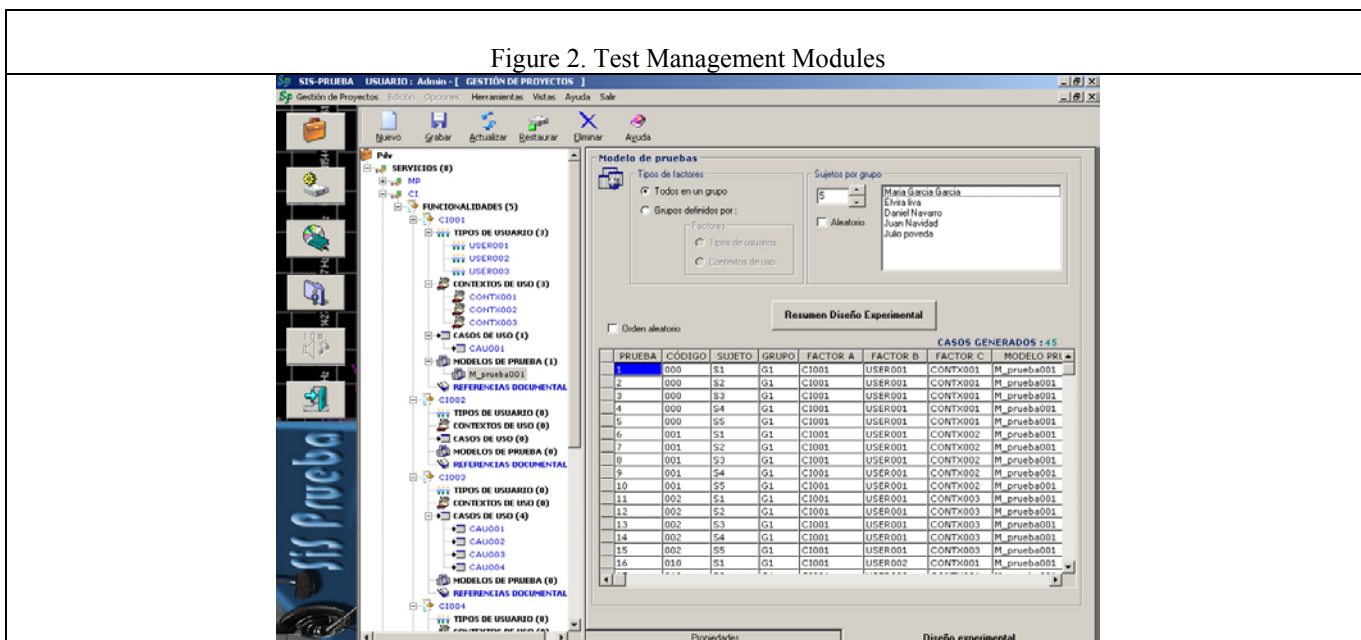 Figure 2. Test Management Modules
SIS-PRUEBA USUARIO : Admin - [ GESTIÓN DE PROYECTOS ]
Gestión de Proyectos Edición Opciones Herramientas Vistas Ayuda Salir
Nuevo Grabar Actualizar Restaurar Eliminar Ayuda
Pdv
SERVICIOS (8)
MP
CI
FUNCIONALIDADES (5)
CI001
TIPOS DE USUARIO (3)
USER001
USER002
USER003
CONTEXTOS DE USO (3)
CONTX001
CONTX002
CONTX003
CASOS DE USO (1)
CAU001
MODELOS DE PRUEBA (1)
M_prueba001
REFERENCIAS DOCUMENTAL
CI002
TIPOS DE USUARIO (0)
CONTEXTOS DE USO (0)
CASOS DE USO (0)
MODELOS DE PRUEBA (0)
REFERENCIAS DOCUMENTAL
CI003
TIPOS DE USUARIO (0)
CONTEXTOS DE USO (0)
CASOS DE USO (4)
CAU001
CAU002
CAU003
CAU004
MODELOS DE PRUEBA (0)
REFERENCIAS DOCUMENTAL
CI004
TIPOS DE USUARIO (0)
SiS Prueba
Modelo de pruebas
Tipos de factores
Todos en un grupo
Grupos definidos por :
Factores
Tipos de usuarios
Contextos de uso
Sujetos por grupo
5
Aleatorio
Maria Garcia Garcia
Elvira liva
Daniel Navarro
Juan Navidad
Julio poveda
Resumen Diseño Experimental
Orden aleatorio
CASOS GENERADOS : 45
PRUEBA CÓDIGO SUJETO GRUPO FACTOR A FACTOR B FACTOR C MODELO PRU
1 000 S1 G1 CI001 USER001 CONTX001 M_prueba001
2 000 S2 G1 CI001 USER001 CONTX001 M_prueba001
3 000 S3 G1 CI001 USER001 CONTX001 M_prueba001
4 000 S4 G1 CI001 USER001 CONTX001 M_prueba001
5 000 S5 G1 CI001 USER001 CONTX001 M_prueba001
6 001 S1 G1 CI001 USER001 CONTX002 M_prueba001
7 001 S2 G1 CI001 USER001 CONTX002 M_prueba001
8 001 S3 G1 CI001 USER001 CONTX002 M_prueba001
9 001 S4 G1 CI001 USER001 CONTX002 M_prueba001
10 001 S5 G1 CI001 USER001 CONTX002 M_prueba001
11 002 S1 G1 CI001 USER001 CONTX003 M_prueba001
12 002 S2 G1 CI001 USER001 CONTX003 M_prueba001
13 002 S3 G1 CI001 USER001 CONTX003 M_prueba001
14 002 S4 G1 CI001 USER001 CONTX003 M_prueba001
15 002 S5 G1 CI001 USER001 CONTX003 M_prueba001
16 010 S1 G1 CI001 USER002 CONTX001 M_prueba001
Propiedades Diseño experimental